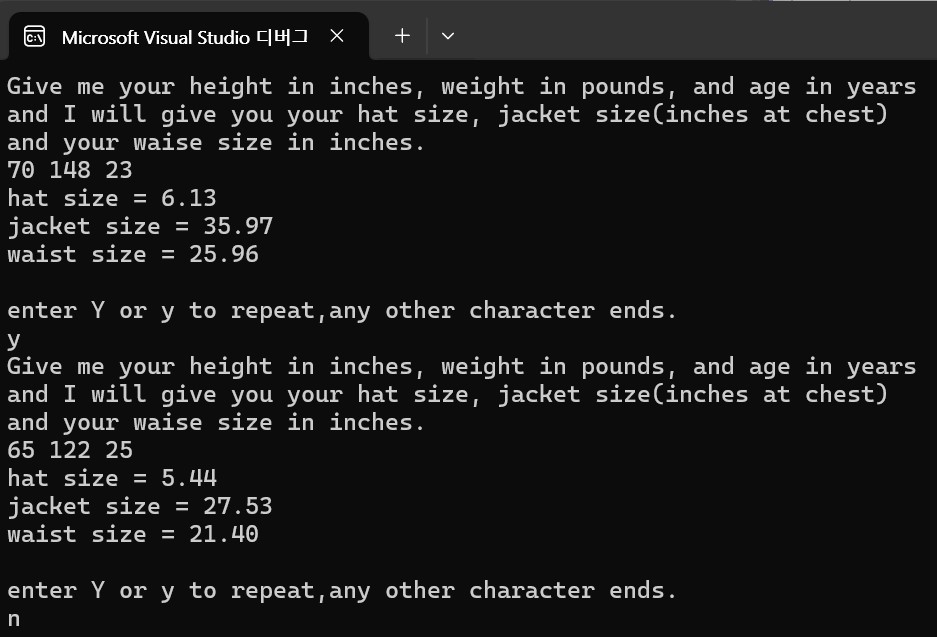 Microsoft Visual Studio 디버그
Give me your height in inches, weight in pounds, and age in years
and I will give you your hat size, jacket size(inches at chest)
and your waise size in inches.
70 148 23
hat size = 6.13
jacket size = 35.97
waist size = 25.96
enter Y or y to repeat,any other character ends.
y
Give me your height in inches, weight in pounds, and age in years
and I will give you your hat size, jacket size(inches at chest)
and your waise size in inches.
65 122 25
hat size = 5.44
jacket size = 27.53
waist size = 21.40
enter Y or y to repeat,any other character ends.
n